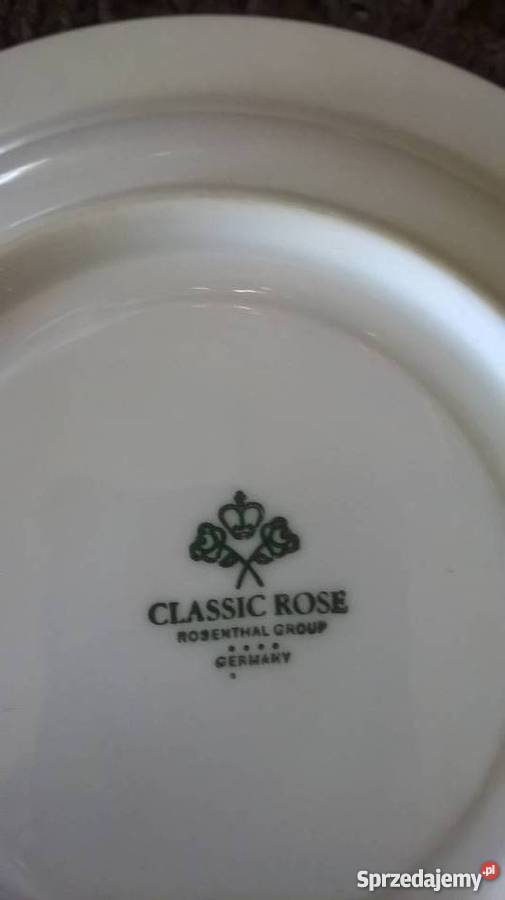 CLASSIC ROSE
ROSENTHAL GROUP
GERMANY
Sprzedajemy.pl